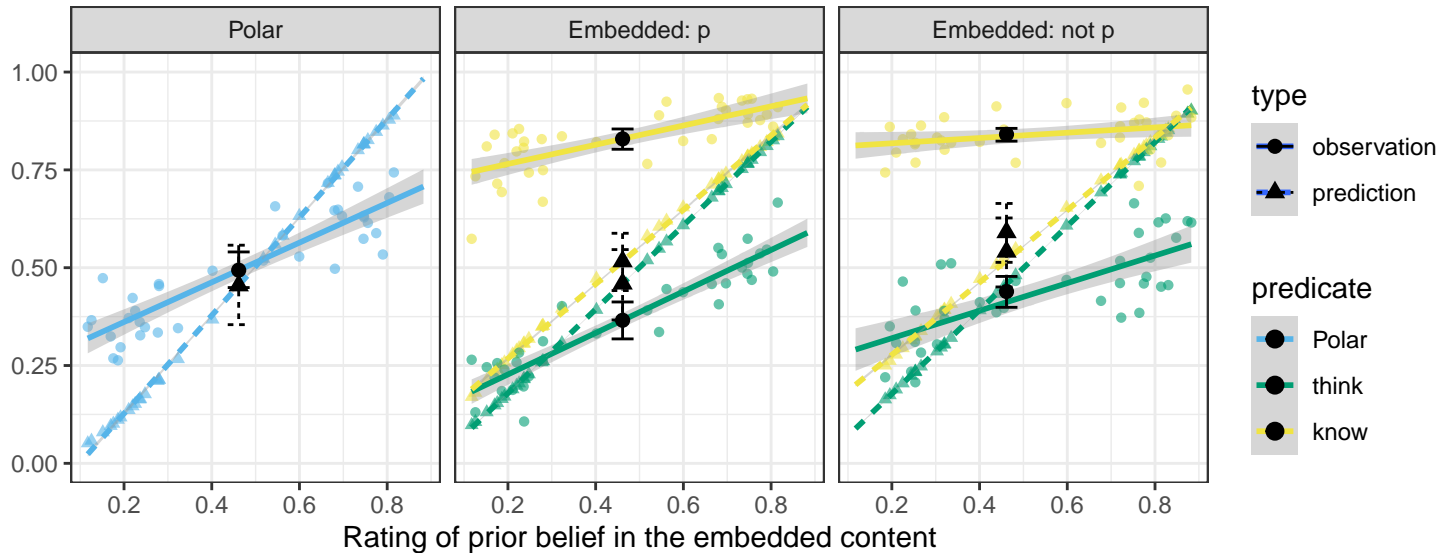 Polar
Embedded: p
Embedded: not p
1.00
0.75
0.50
0.25
0.00
0.2 0.4 0.6 0.8
0.2 0.4 0.6 0.8
0.2 0.4 0.6 0.8
Rating of prior belief in the embedded content
type
observation
prediction
predicate
Polar
think
know